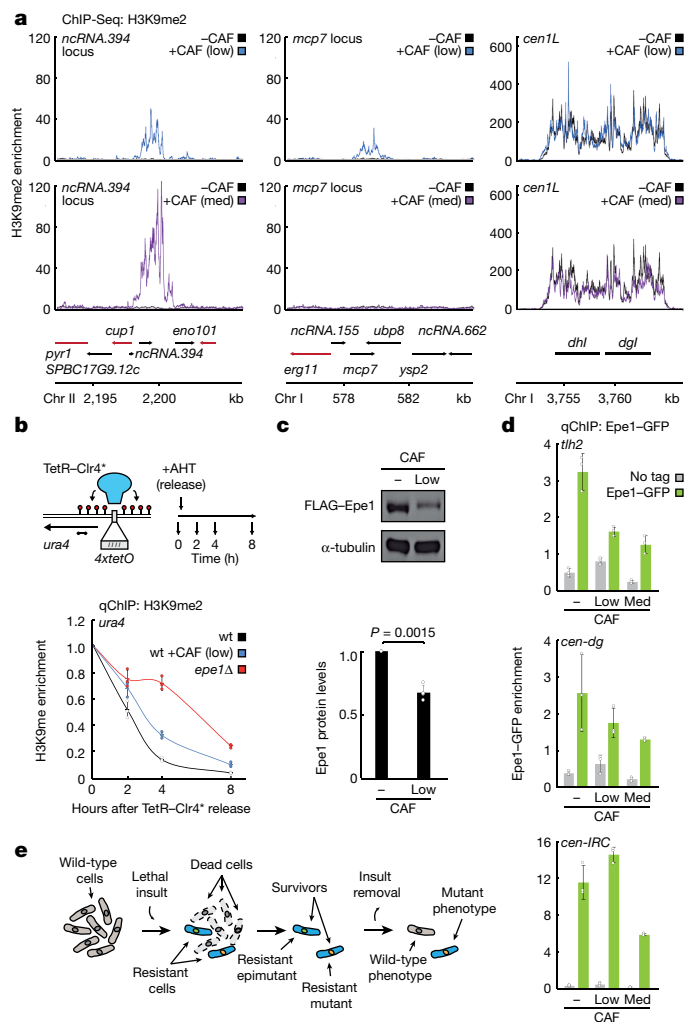 a
ChIP-Seq: H3K9me2
H3K9me2 enrichment
120
80
40
0
ncRNA.394
locus
–CAF
+CAF (low)
120
80
40
0
mcp7 locus
–CAF
+CAF (low)
600
400
200
0
cen1L
–CAF
+CAF (low)
120
80
40
0
ncRNA.394
locus
–CAF
+CAF (med)
120
80
40
0
mcp7 locus
–CAF
+CAF (med)
600
400
200
0
cen1L
–CAF
+CAF (med)
cup1
eno101
pyr1
ncRNA.394
SPBC17G9.12c
Chr II
2,195
2,200
kb
ncRNA.155
ubp8
ncRNA.662
erg11
mcp7
ysp2
Chr I
578
582
kb
dhI
dgI
Chr I
3,755
3,760
kb
b
TetR–Clr4*
ura4
4xtetO
+AHT
(release)
0 2 4 8
Time (h)
qChIP: H3K9me2
ura4
wt
wt +CAF (low)
epe1Δ
H3K9me enrichment
1.2
1.0
0.8
0.6
0.4
0.2
0
0 2 4 6 8
Hours after TetR–Clr4* release
c
CAF
– Low
FLAG–Epe1
α-tubulin
P = 0.0015
Epe1 protein levels
1.0
0.5
0
– Low
CAF
d
qChIP: Epe1–GFP
Epe1–GFP enrichment
tlh2
No tag
Epe1–GFP
4
3
2
1
0
– Low Med
CAF
cen-dg
4
3
2
1
0
– Low Med
CAF
cen-IRC
16
12
8
4
0
– Low Med
CAF
e
Wild-type
cells
Lethal
insult
Dead cells
Resistant
cells
Survivors
Resistant
epimutant
Resistant
mutant
Insult
removal
Mutant
phenotype
Wild-type
phenotype